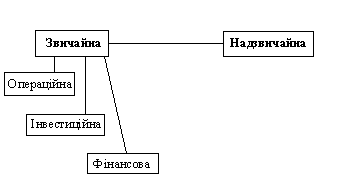 Звичайна
Надзвичайна
Операційна
Інвестиційна
Фінансова